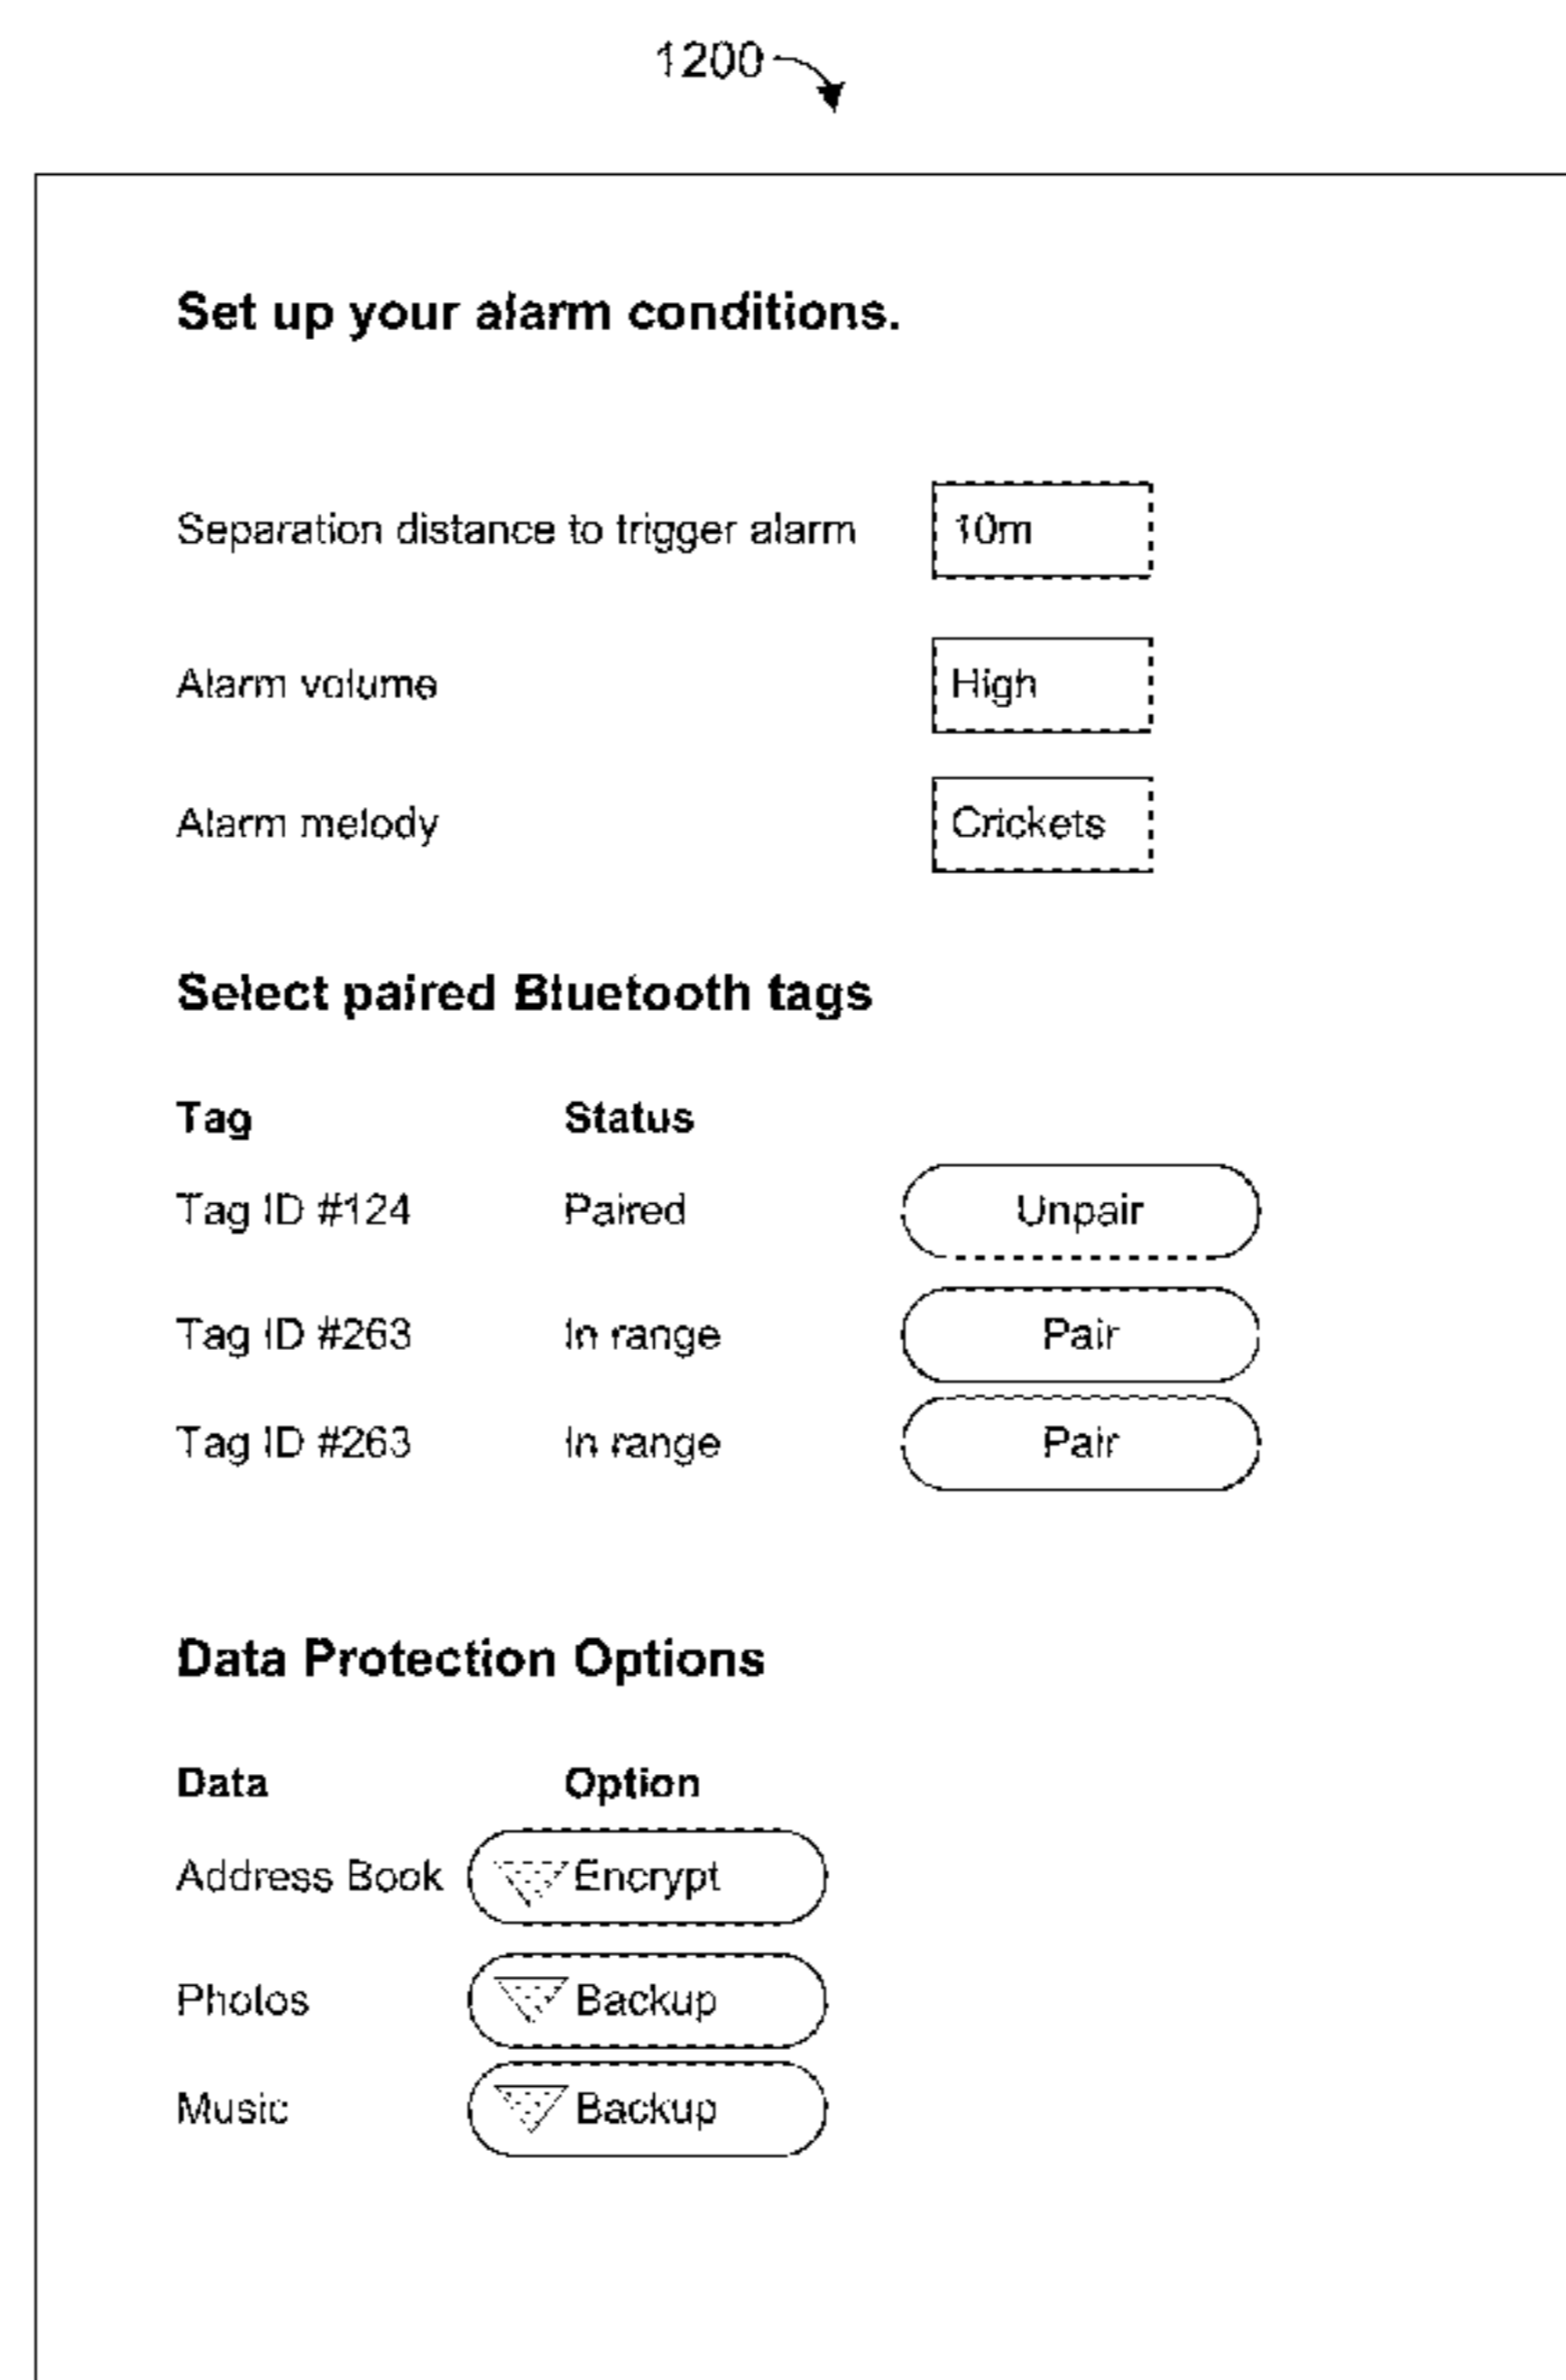 1200
Set up your alarm conditions.
Separation distance to trigger alarm 10m
Alarm volume High
Alarm melody Crickets
Select paired Bluetooth tags
Tag Status
Tag ID #124 Paired Unpair
Tag ID #263 In range Pair
Tag ID #263 In range Pair
Data Protection Options
Data Option
Address Book Encrypt
Photos Backup
Music Backup